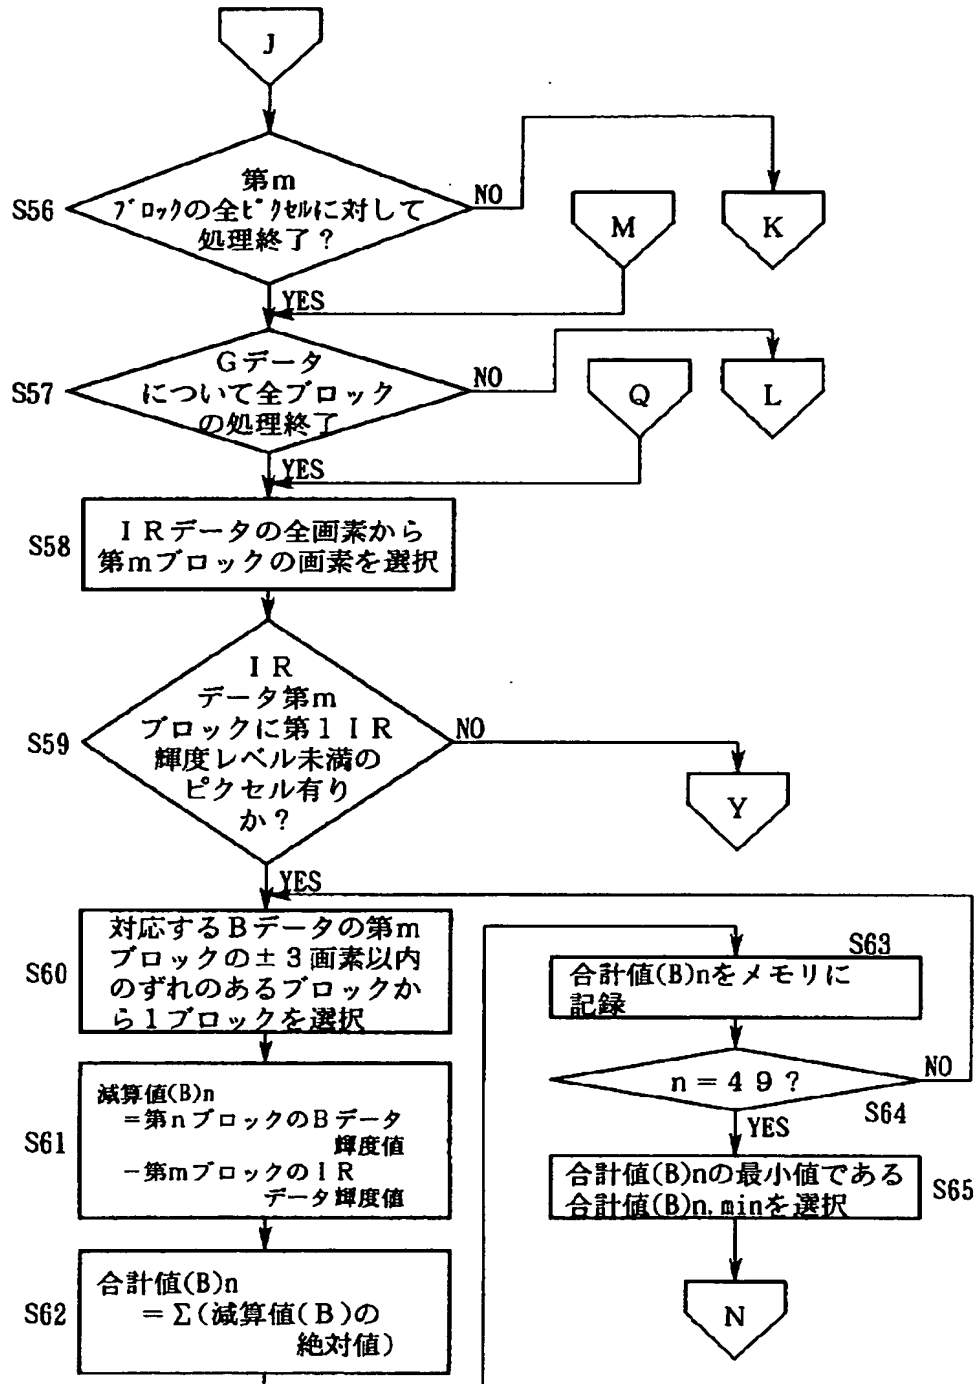 J
S56
第m
ブロックの全ピクセルに対して
処理終了?
NO
M
K
YES
S57
Gデータ
について全ブロック
の処理終了
NO
Q
L
YES
S58
IRデータの全画素から
第mブロックの画素を選択
S59
IR
データ第m
ブロックに第1IR
輝度レベル未満の
ピクセル有り
か?
NO
Y
YES
S60
対応するBデータの第m
ブロックの±3画素以内
のずれのあるブロックか
ら1ブロックを選択
S61
減算値(B)n
=第nブロックのBデータ
輝度値
-第mブロックのIR
データ輝度値
S62
合計値(B)n
=Σ(減算値(B)の
絶対値)
S63
合計値(B)nをメモリに
記録
n=49?
NO
S64
YES
合計値(B)nの最小値である
合計値(B)n,minを選択
S65
N